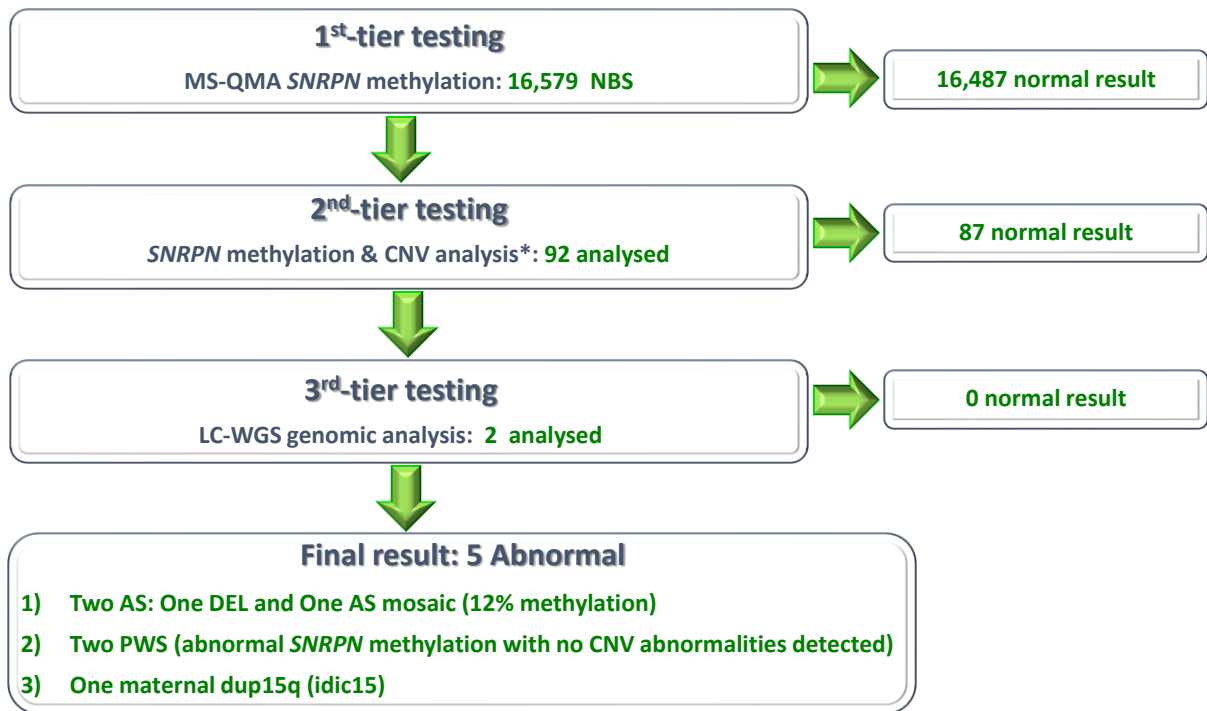 1st-tier testing
MS-QMA SNRPN methylation: 16,579 NBS
16,487 normal result
2nd-tier testing
SNRPN methylation & CNV analysis*: 92 analysed
87 normal result
3rd-tier testing
LC-WGS genomic analysis: 2 analysed
0 normal result
Final result: 5 Abnormal
1) Two AS: One DEL and One AS mosaic (12% methylation)
2) Two PWS (abnormal SNRPN methylation with no CNV abnormalities detected)
3) One maternal dup15q (idic15)